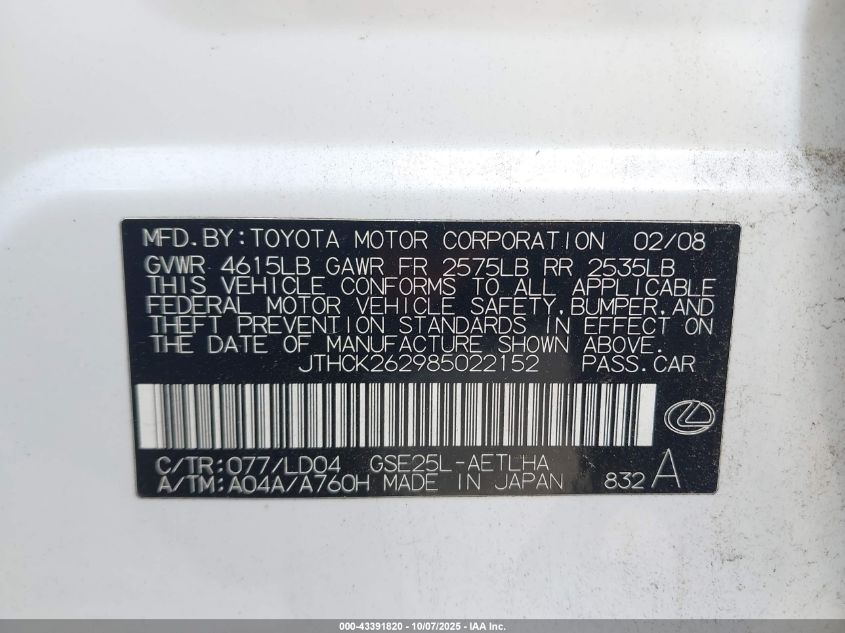 MFD.BY:TOYOTA MOTOR CORPORATION 02/08
GVWR 4615LB GAWR FR 2575LB RR 2535LB
THIS VEHICLE CONFORMS TO ALL APPLICABLE
FEDERAL MOTOR VEHICLE SAFETY,BUMPER,AND
THEFT PREVENTION STANDARDS IN EFFECT ON
THE DATE OF MANUFACTURE SHOWN ABOVE.
JTHCK262985022152 PASS.CAR
C/TR:077/LD04 GSE25L-AETLHA
A/TM:A04A/A760H MADE IN JAPAN 832A
000-43391820 - 10/07/2025 - IAA Inc.